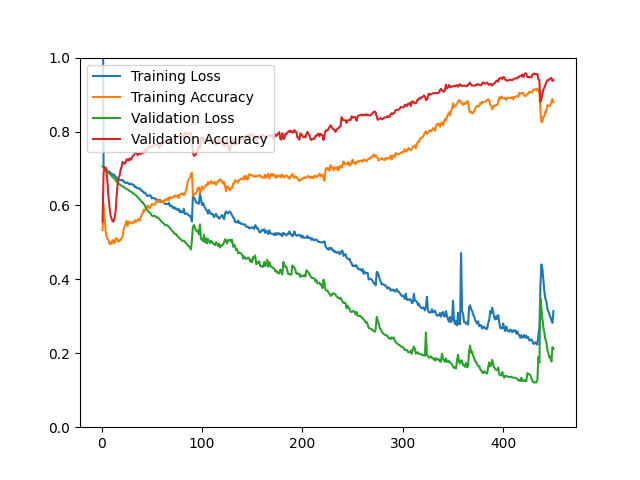 1.0
0.8
0.6
0.4
0.2
0.0
Training Loss
Training Accuracy
Validation Loss
Validation Accuracy
0 100 200 300 400